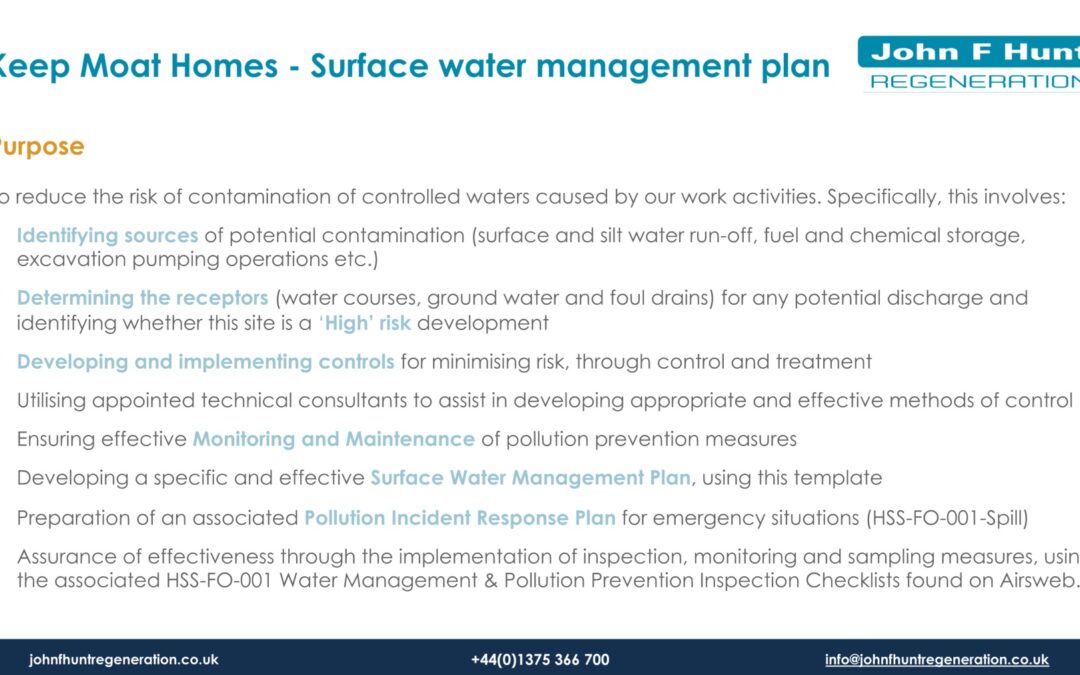 Keep Moat Homes - Surface water management plan
John F Hunt
REGENERATION
Purpose
o reduce the risk of contamination of controlled waters caused by our work activities. Specifically, this involves:
Identifying sources of potential contamination (surface and silt water run-off, fuel and chemical storage,
excavation pumping operations etc.)
Determining the receptors (water courses, ground water and foul drains) for any potential discharge and
identifying whether this site is a ‘High’ risk development
Developing and implementing controls for minimising risk, through control and treatment
Utilising appointed technical consultants to assist in developing appropriate and effective methods of control
Ensuring effective Monitoring and Maintenance of pollution prevention measures
Developing a specific and effective Surface Water Management Plan, using this template
Preparation of an associated Pollution Incident Response Plan for emergency situations (HSS-FO-001-Spill)
Assurance of effectiveness through the implementation of inspection, monitoring and sampling measures, usin
the associated HSS-FO-001 Water Management & Pollution Prevention Inspection Checklists found on Airsweb.
johnfhuntregeneration.co.uk
+44(0)1375 366 700
info@johnfhuntregeneration.co.uk